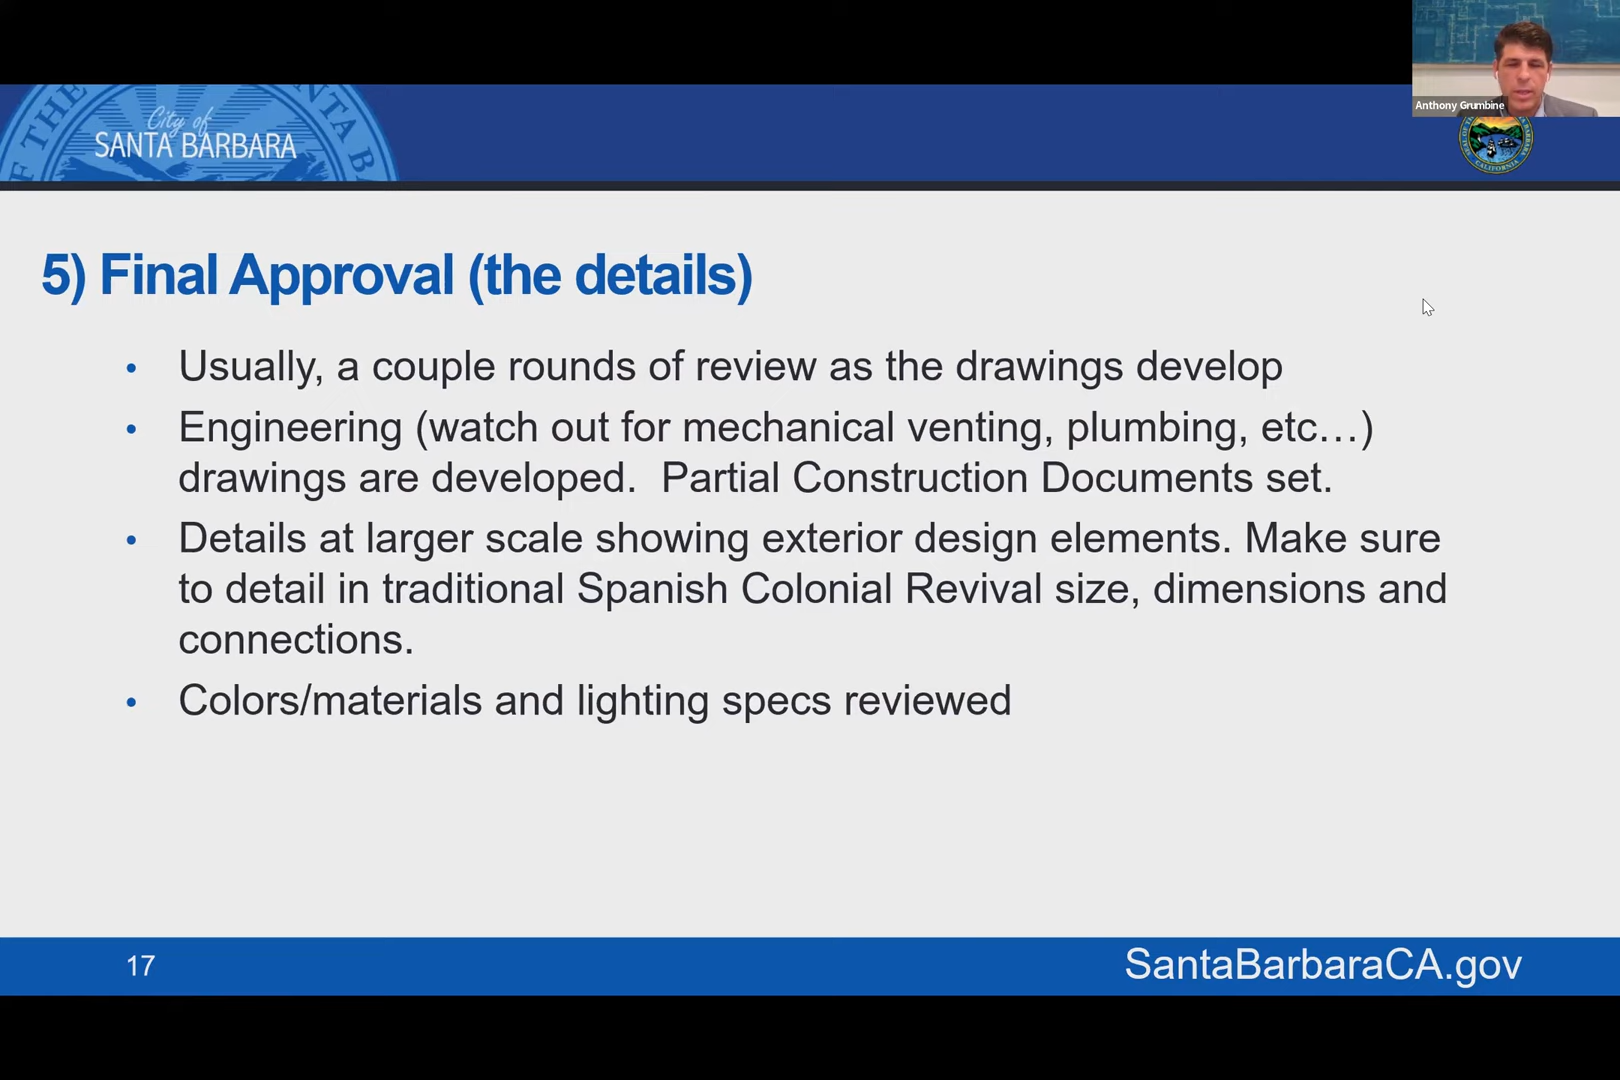 Anthony Grumbine
City of
SANTA BARBARA
5) Final Approval (the details)
• Usually, a couple rounds of review as the drawings develop
• Engineering (watch out for mechanical venting, plumbing, etc…)
drawings are developed.  Partial Construction Documents set.
• Details at larger scale showing exterior design elements. Make sure
to detail in traditional Spanish Colonial Revival size, dimensions and
connections.
• Colors/materials and lighting specs reviewed
17
SantaBarbaraCA.gov